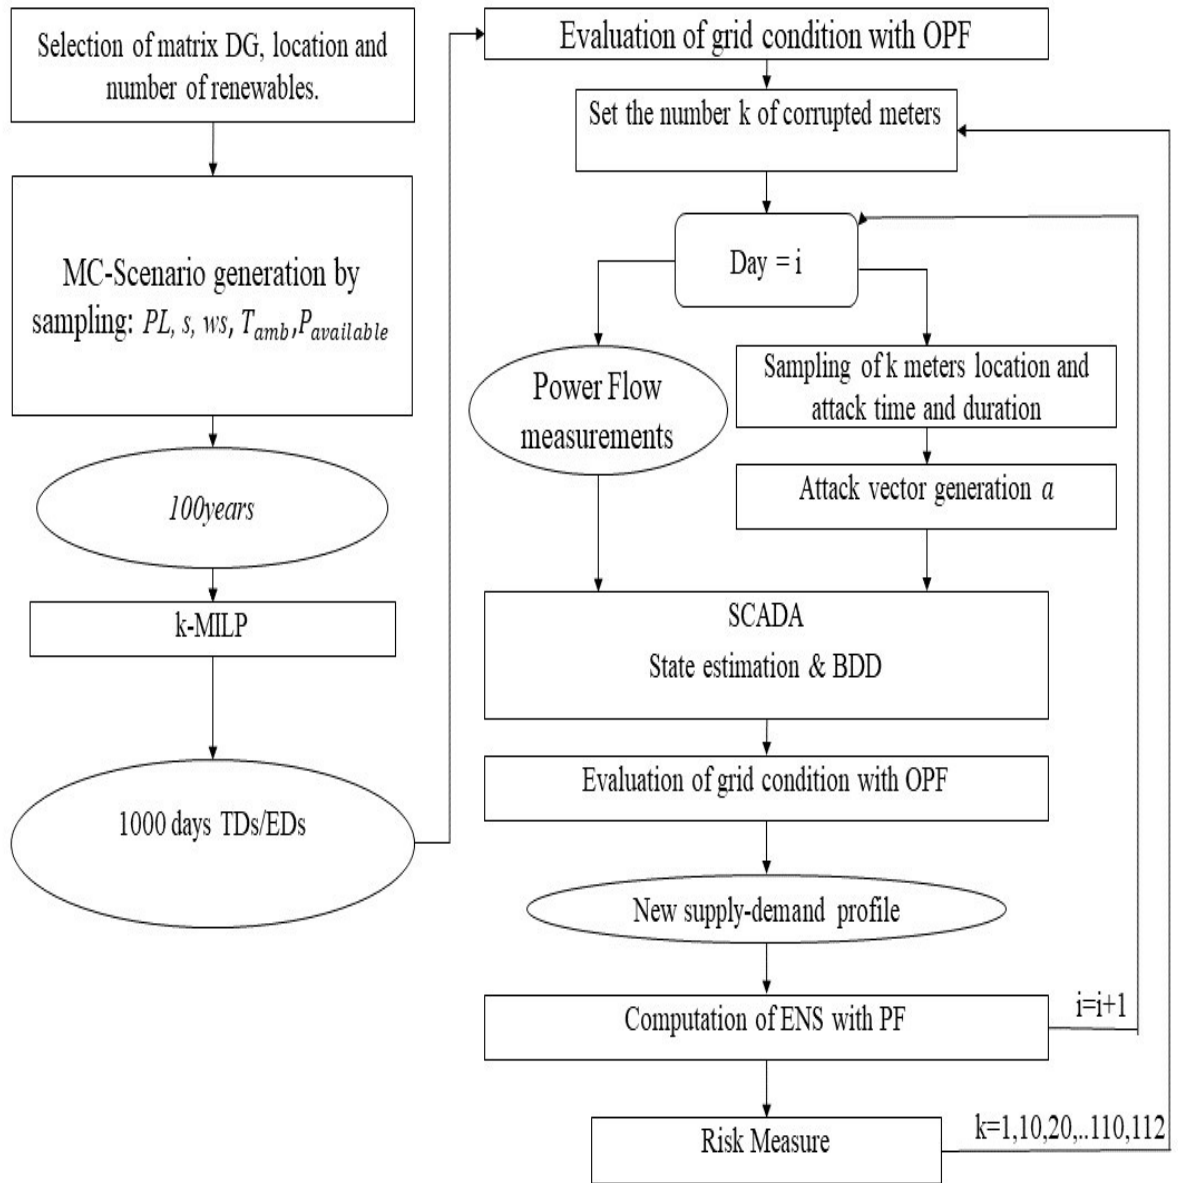 Selection of matrix DG, location and
number of renewables.
MC-Scenario generation by
sampling: PL, s, ws, T_amb,P_available
100years
k-MILP
1000 days TDs/EDs
Evaluation of grid condition with OPF
Set the number k of corrupted meters
Day = i
Power Flow
measurements
Sampling of k meters location and
attack time and duration
Attack vector generation a
SCADA
State estimation & BDD
Evaluation of grid condition with OPF
New supply-demand profile
Computation of ENS with PF
i=i+1
Risk Measure
k=1,10,20,..110,112